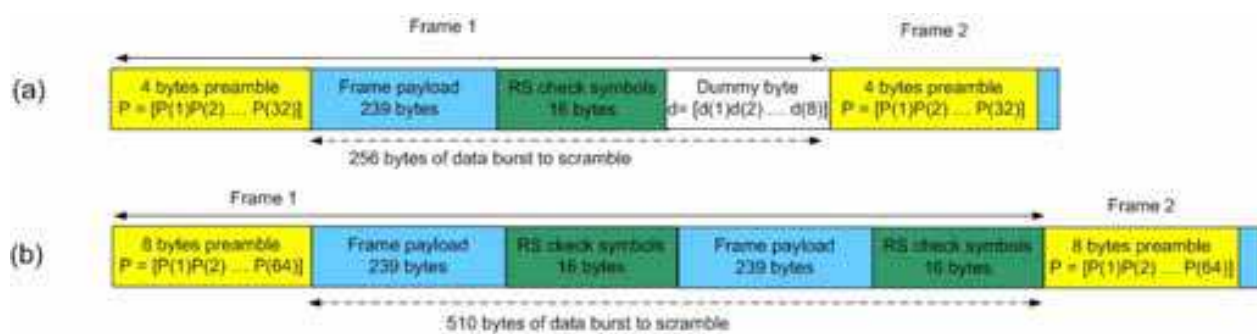 Frame 1
Frame 2
(a)
4 bytes preamble
P = [P(1)P(2) .... P(32)]
Frame payload
239 bytes
RS check symbols
16 bytes
Dummy byte
d= [d(1)d(2) .... d(8)]
4 bytes preamble
P = [P(1)P(2) .... P(32)]
256 bytes of data burst to scramble
Frame 1
Frame 2
(b)
8 bytes preamble
P = [P(1)P(2) .... P(64)]
Frame payload
239 bytes
RS check symbols
16 bytes
Frame payload
239 bytes
RS check symbols
16 bytes
8 bytes preamble
P = [P(1)P(2) .... P(64)]
510 bytes of data burst to scramble